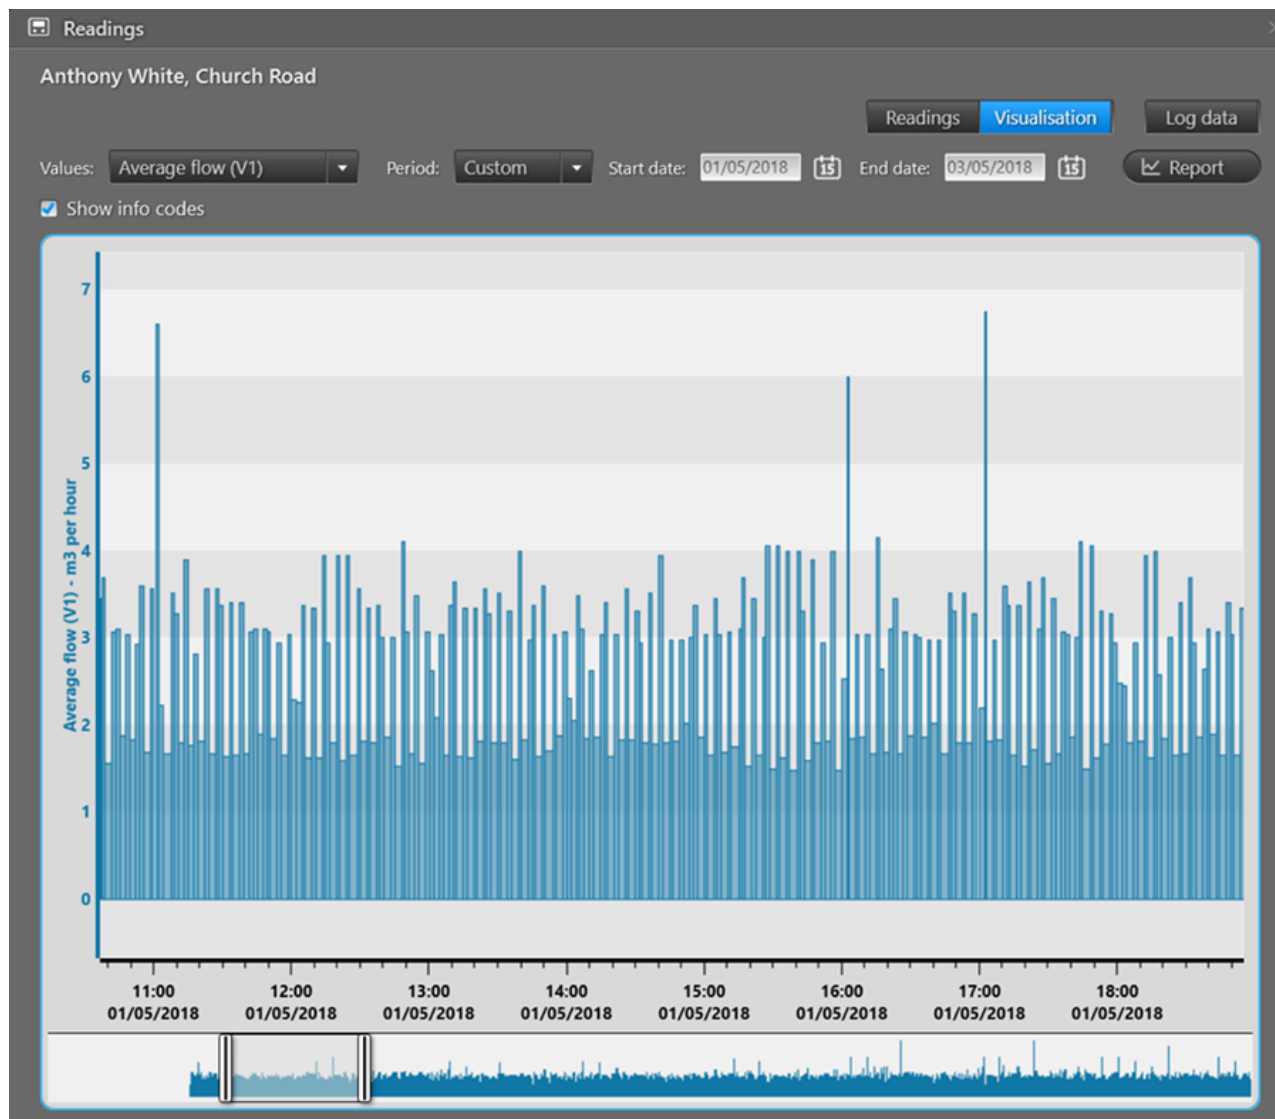 Readings
Anthony White, Church Road
Readings Visualisation Log data
Values: Average flow (V1) Period: Custom Start date: 01/05/2018 15 End date: 03/05/2018 15 Report
Show info codes
7
6
5
4
3
2
1
0
Average flow (V1) - m3 per hour
11:00 12:00 13:00 14:00 15:00 16:00 17:00 18:00
01/05/2018 01/05/2018 01/05/2018 01/05/2018 01/05/2018 01/05/2018 01/05/2018 01/05/2018